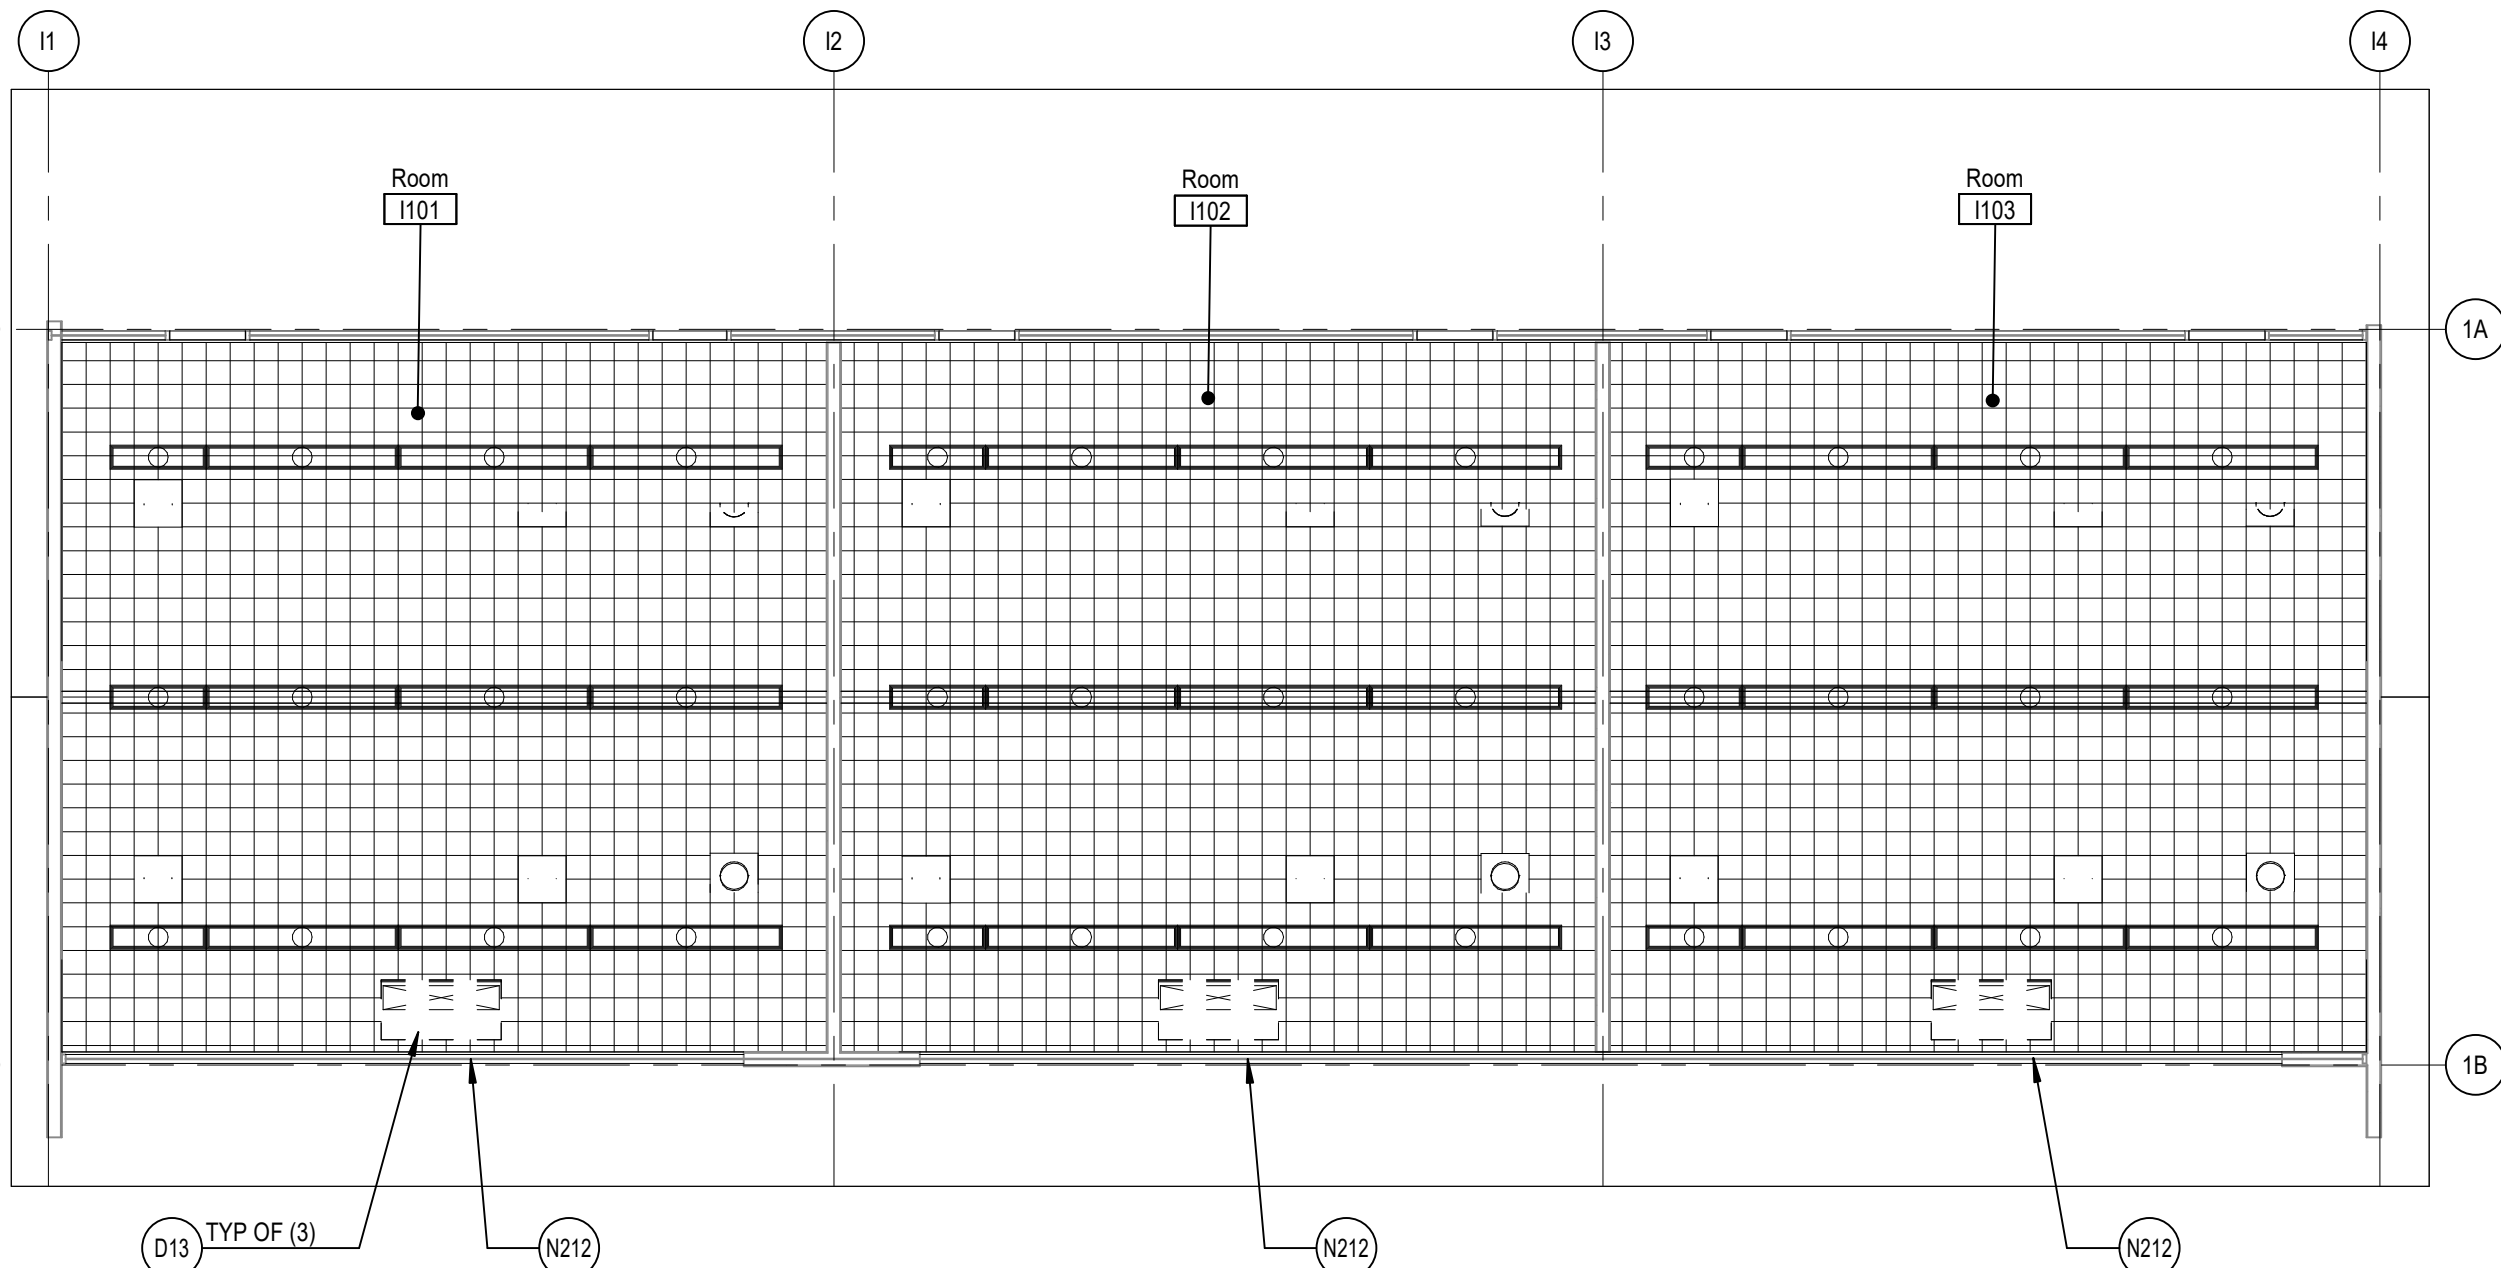 I1
I2
I3
I4
Room
I101
Room
I102
Room
I103
1A
1B
D13
TYP OF (3)
N212
N212
N212